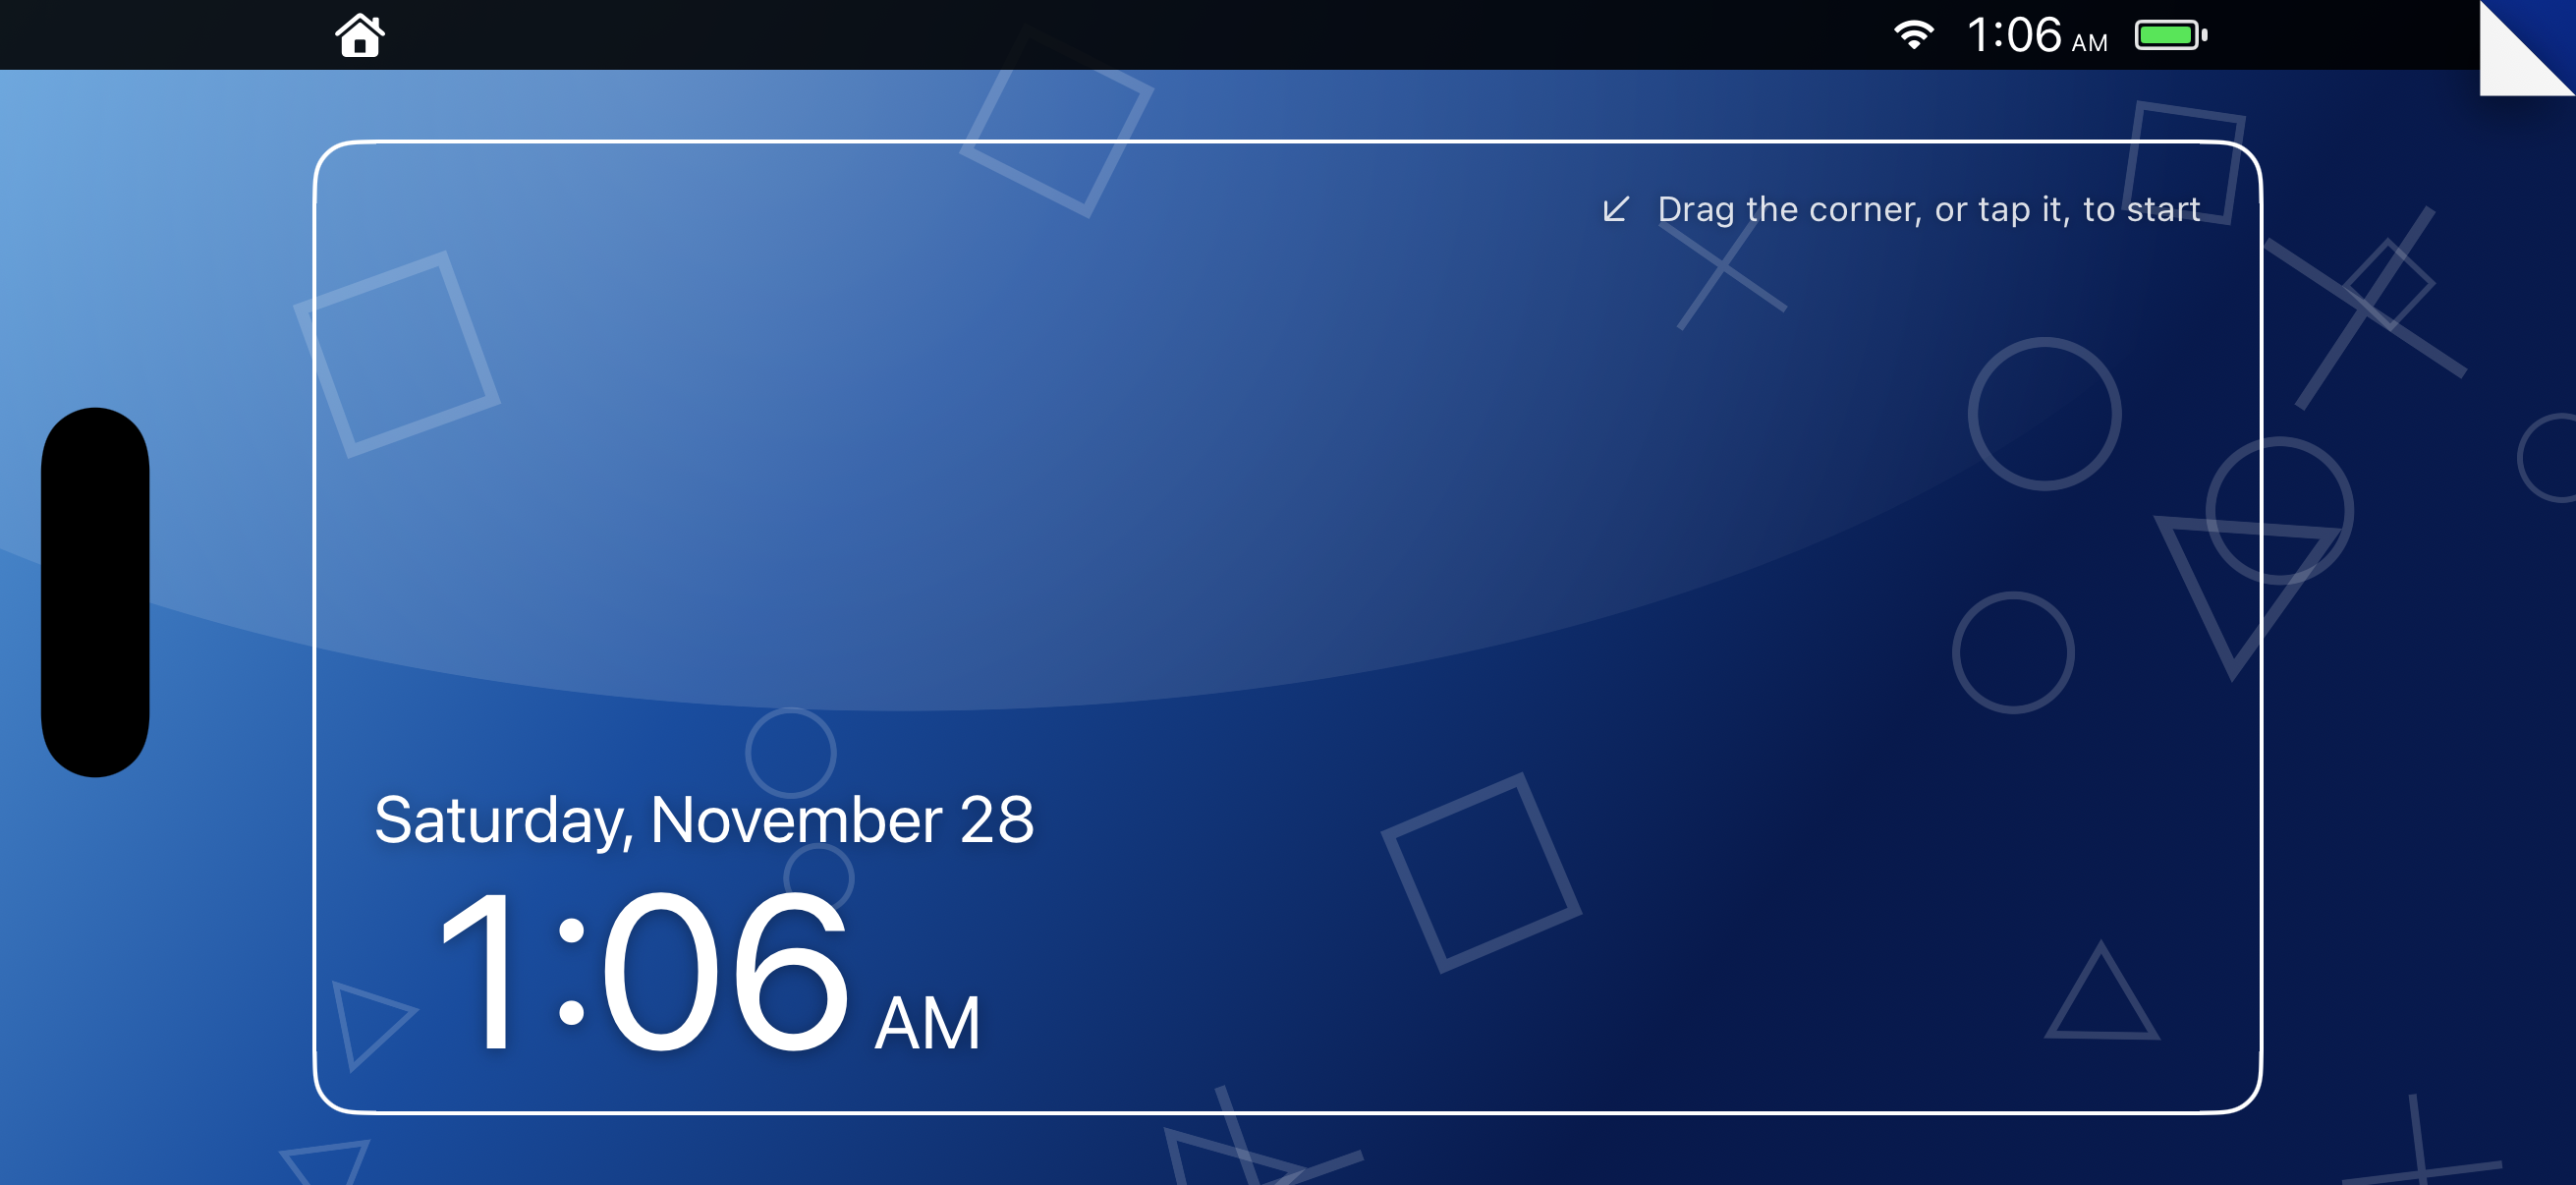 1:06 AM
Drag the corner, or tap it, to start
Saturday, November 28
1:06 AM